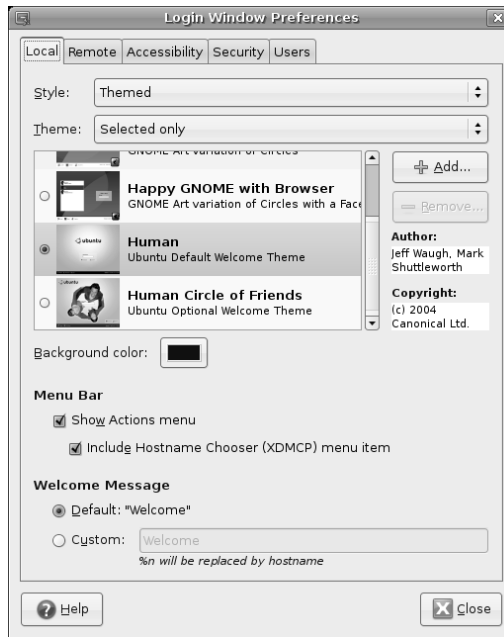 Login Window Preferences
Local Remote Accessibility Security Users
Style: Themed
Theme: Selected only
GNOME Art variation of Circles
Happy GNOME with Browser
GNOME Art variation of Circles with a Face
Human
Ubuntu Default Welcome Theme
Human Circle of Friends
Ubuntu Optional Welcome Theme
Add...
Remove...
Author:
Jeff Waugh, Mark
Shuttleworth
Copyright:
(c) 2004
Canonical Ltd.
Background color:
Menu Bar
Show Actions menu
Include Hostname Chooser (XDMCP) menu item
Welcome Message
Default: "Welcome"
Custom: Welcome
%n will be replaced by hostname
Help
Close